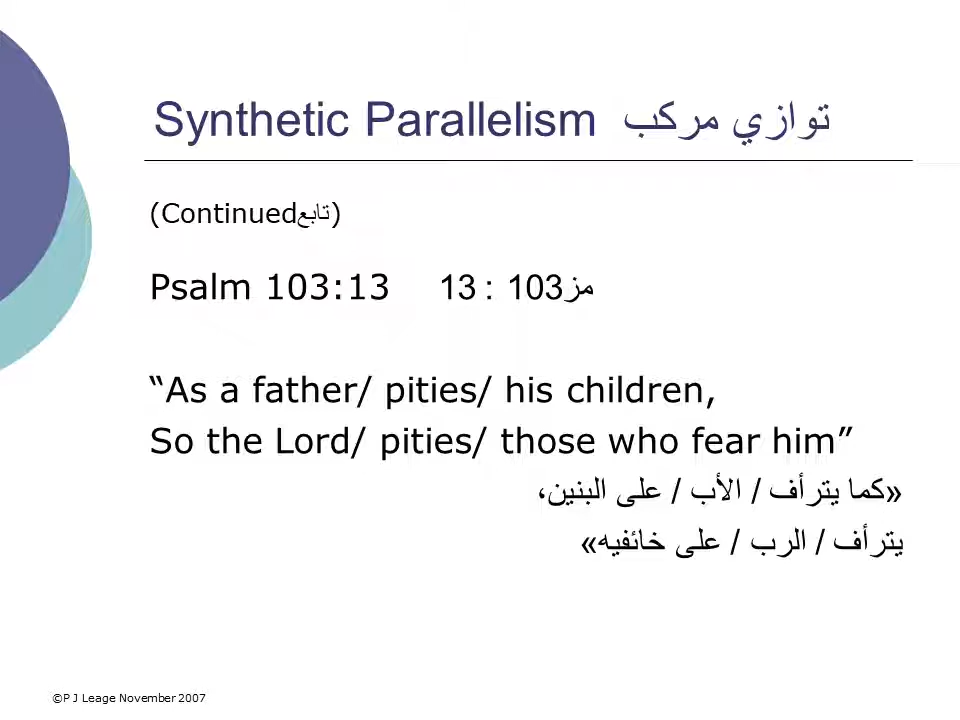 Synthetic Parallelism توازي مركب
(Continuedتابع)
Psalm 103:13 مز103 : 13
“As a father/ pities/ his children,
So the Lord/ pities/ those who fear him”
«كما يترأف / الأب / على البنين،
يترأف / الرب / على خائفيه»
©P J Leage November 2007